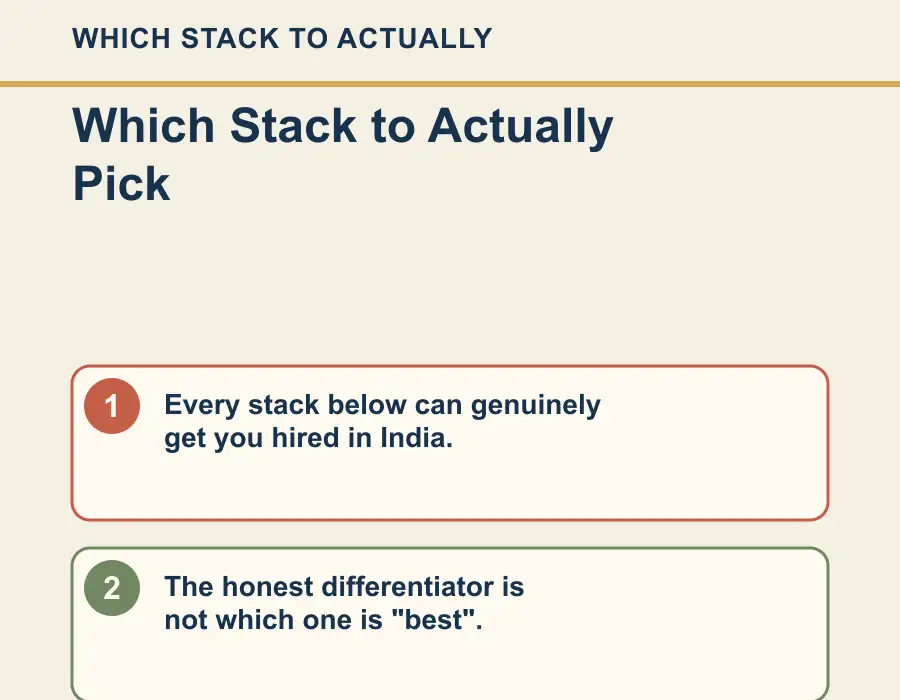 WHICH STACK TO ACTUALLY
Which Stack to Actually
Pick
1
Every stack below can genuinely
get you hired in India.
2
The honest differentiator is
not which one is "best".